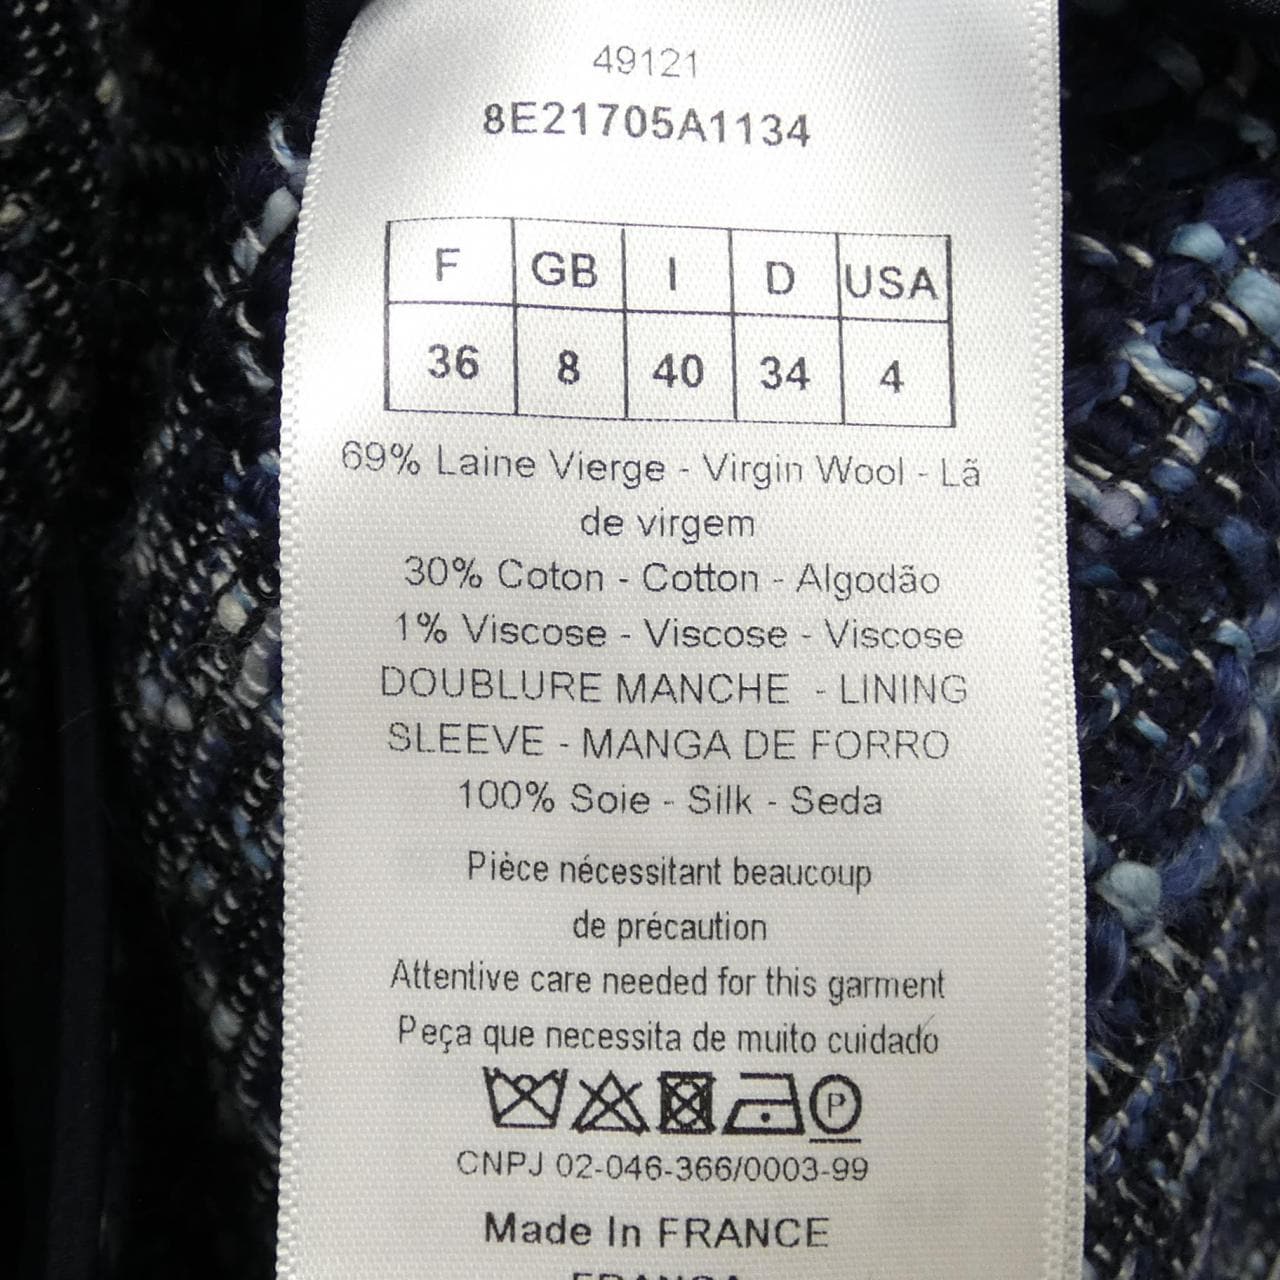 49121
8E21705A1134
F GB I D USA
36 8 40 34 4
69% Laine Vierge - Virgin Wool - Lã
de virgem
30% Coton - Cotton - Algodão
1% Viscose - Viscose - Viscose
DOUBLURE MANCHE - LINING
SLEEVE - MANGA DE FORRO
100% Soie - Silk - Seda
Pièce nécessitant beaucoup
de précaution
Attentive care needed for this garment
Peça que necessita de muito cuidado
P
CNPJ 02-046-366/0003-99
Made In FRANCE